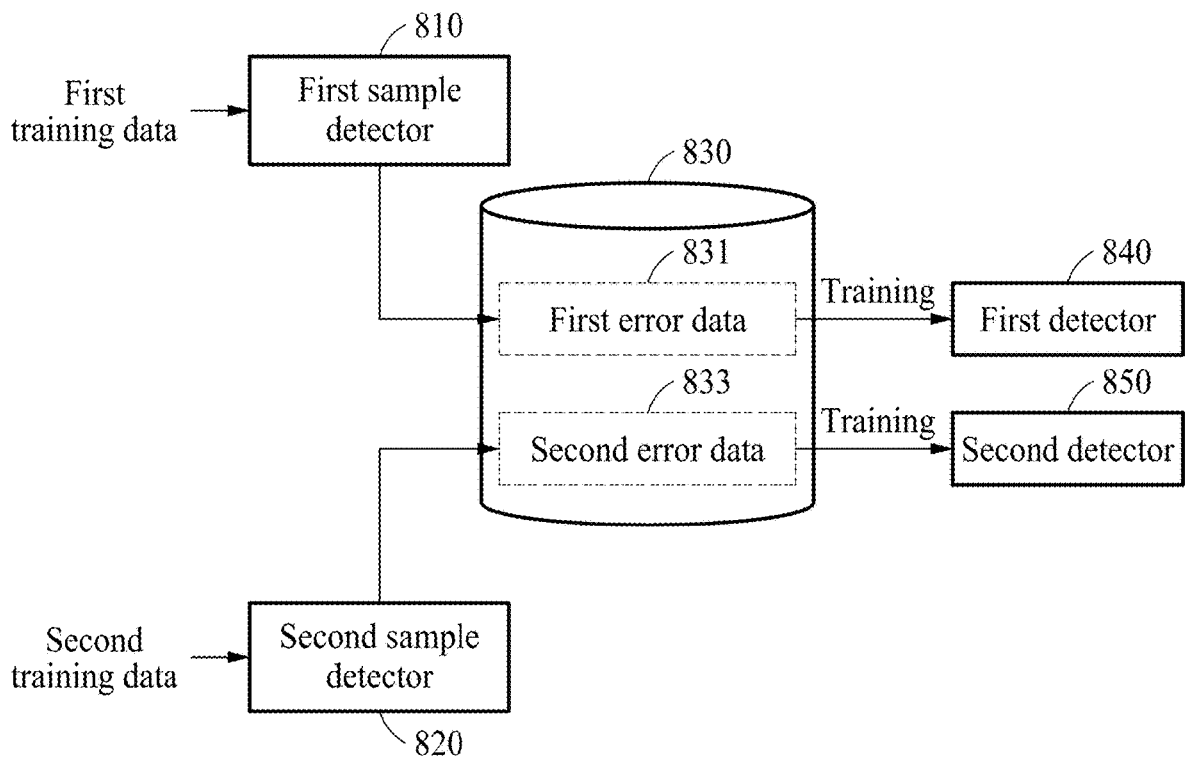 810
First
training data
First sample
detector
830
831
First error data
Training
840
First detector
833
Second error data
Training
850
Second detector
Second
training data
Second sample
detector
820